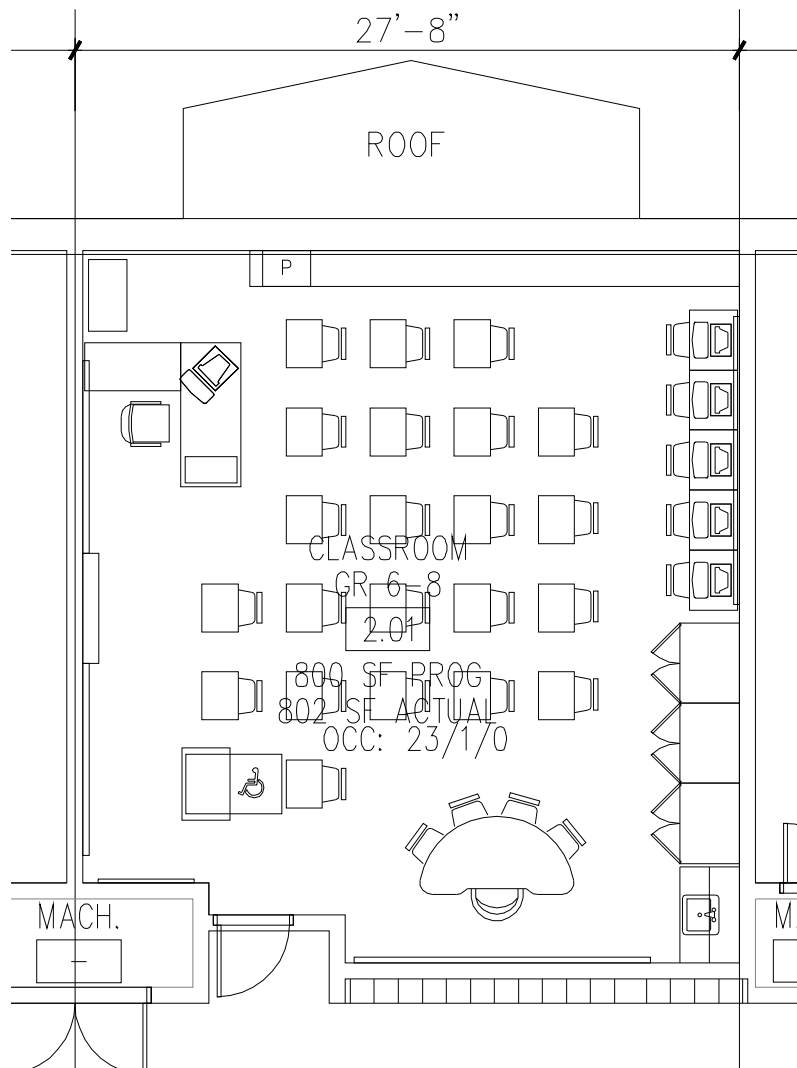 27'-8"
ROOF
P
CLASSROOM
GR 6-8
2.01
800 SF PROG
802 SF ACTUAL
OCC: 23/1/0
MACH.
M